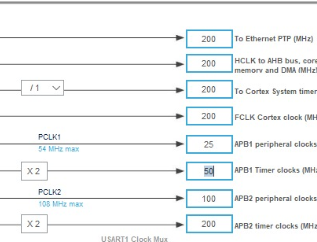 200 To Ethernet PTP (MHz)
200 HCLK to AHB bus, core
memory and DMA (MHz)
/ 1 200 To Cortex System timer
200 FCLK Cortex clock (MH
PCLK1
54 MHz max 25 APB1 peripheral clocks
X 2 50 APB1 Timer clocks (MHz
PCLK2
108 MHz max 100 APB2 peripheral clocks
X 2 200 APB2 timer clocks (MHz
USART1 Clock Mux